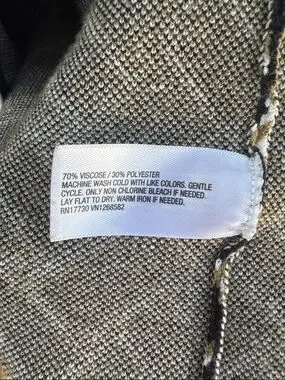 70% VISCOSE / 30% POLYESTER
MACHINE WASH COLD WITH LIKE COLORS. GENTLE
CYCLE. ONLY NON CHLORINE BLEACH IF NEEDED.
LAY FLAT TO DRY. WARM IRON IF NEEDED.
RN17730 VN1268582